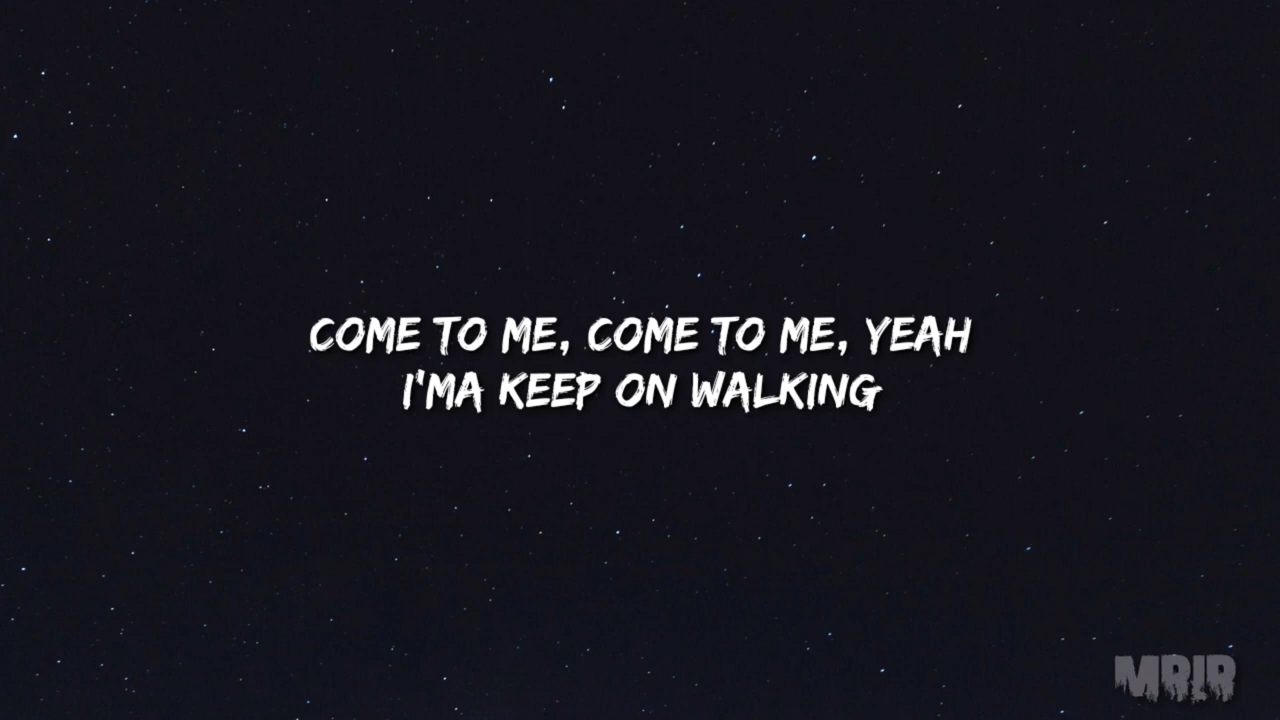 COME TO ME, COME TO ME, YEAH
I'MA KEEP ON WALKING
MRLR